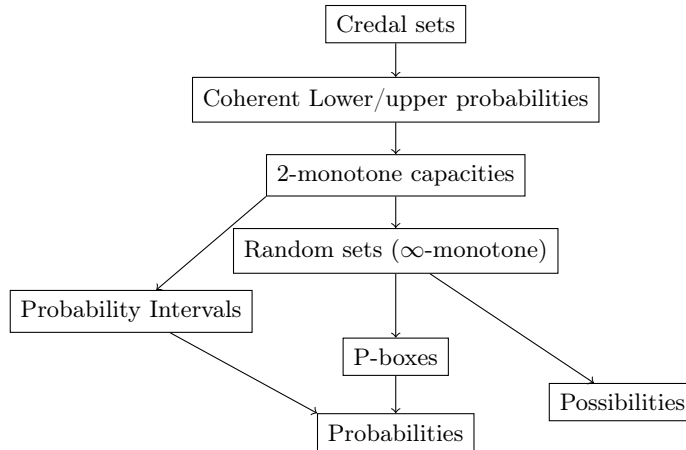 Credal sets
Coherent Lower/upper probabilities
2-monotone capacities
Random sets (∞-monotone)
Probability Intervals
P-boxes
Possibilities
Probabilities